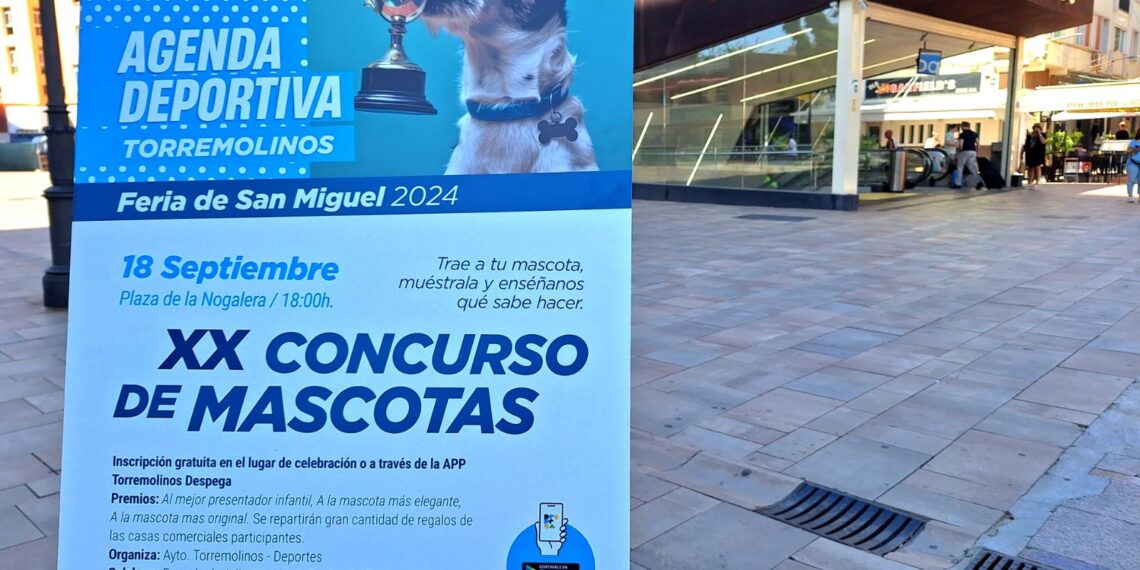 AGENDA
DEPORTIVA
TORREMOLINOS
Feria de San Miguel 2024
18 Septiembre
Plaza de la Nogalera / 18:00h.
Trae a tu mascota,
muéstrala y enséñanos
qué sabe hacer.
XX CONCURSO
DE MASCOTAS
Inscripción gratuita en el lugar de celebración o a través de la APP
Torremolinos Despega
Premios: Al mejor presentador infantil, A la mascota más elegante,
A la mascota mas original. Se repartirán gran cantidad de regalos de
las casas comerciales participantes.
Organiza: Ayto. Torremolinos - Deportes